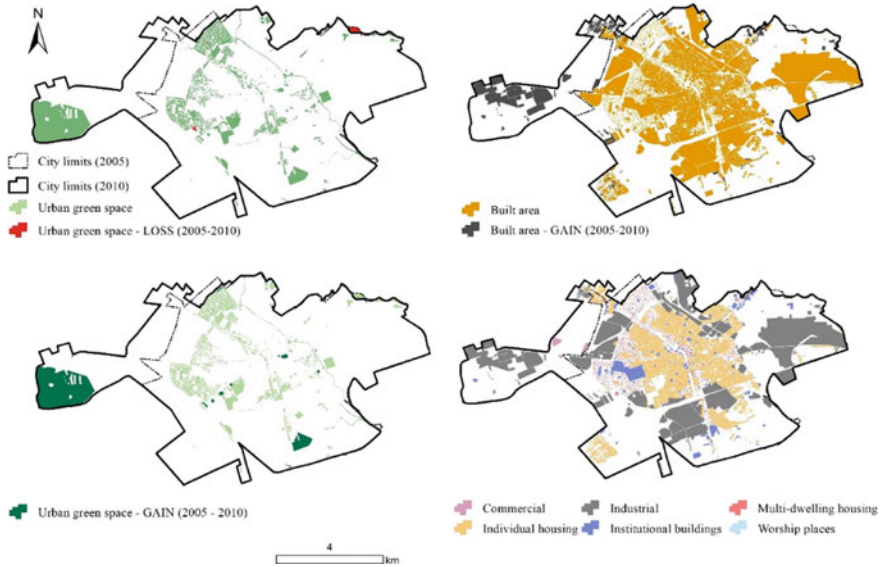 N
City limits (2005)
City limits (2010)
Urban green space
Urban green space - LOSS (2005-2010)
Built area
Built area - GAIN (2005-2010)
Urban green space - GAIN (2005 - 2010)
Commercial
Industrial
Multi-dwelling housing
Individual housing
Institutional buildings
Worship places
4
km